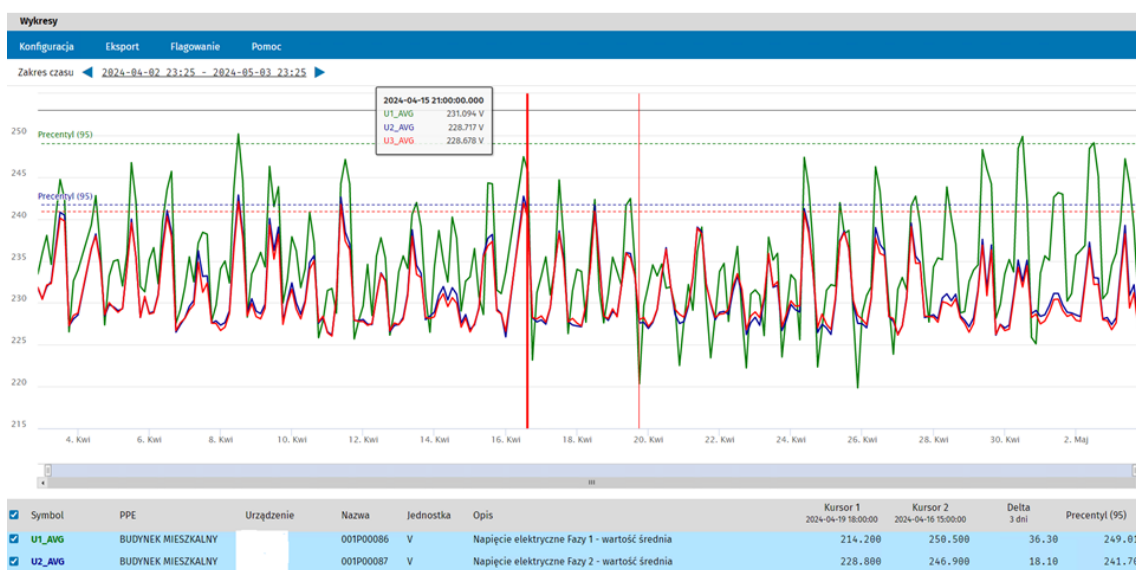 Wykresy
Konfiguracja Eksport Flagowanie Pomoc
Zakres czasu 2024-04-02 23:25 - 2024-05-03 23:25
2024-04-15 21:00:00.000
U1_AVG 231.094 V
U2_AVG 228.717 V
U3_AVG 228.678 V
250
Precentyl (95)
245
Precentyl (95)
240
235
230
225
220
215
4. Kwi 6. Kwi 8. Kwi 10. Kwi 12. Kwi 14. Kwi 16. Kwi 18. Kwi 20. Kwi 22. Kwi 24. Kwi 26. Kwi 28. Kwi 30. Kwi 2. Maj
Symbol PPE Urządzenie Nazwa Jednostka Opis Kursor 1 Kursor 2 Delta Precentyl (95)
2024-04-19 18:00:00 2024-04-16 15:00:00 3 dni
U1_AVG BUDYNEK MIESZKALNY 001P00086 V Napięcie elektryczne Fazy 1 - wartość średnia 214.200 250.500 36.30 249.01
U2_AVG BUDYNEK MIESZKALNY 001P00087 V Napięcie elektryczne Fazy 2 - wartość średnia 228.800 246.900 18.10 241.70